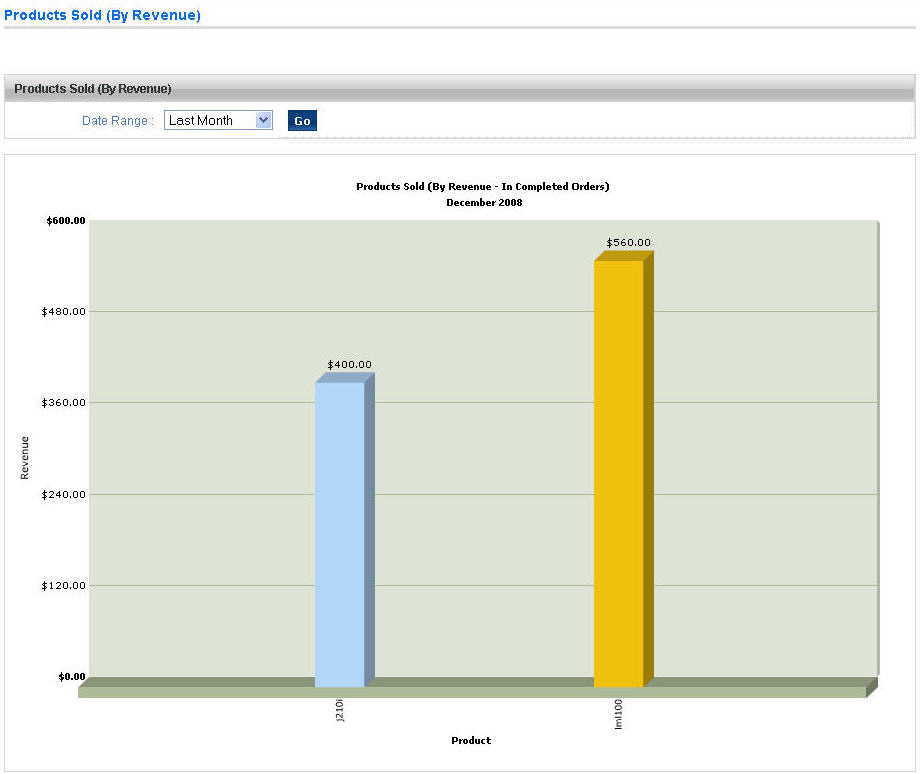 Products Sold (By Revenue)
Products Sold (By Revenue)
Date Range :
Last Month
Go
Products Sold (By Revenue - In Completed Orders)
December 2008
$600.00
$480.00
$360.00
$240.00
$120.00
$0.00
Revenue
$400.00
$560.00
J210i
Iml100
Product